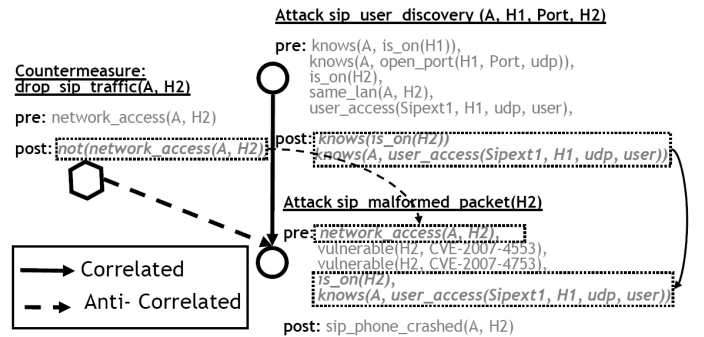 Attack sip_user_discovery (A, H1, Port, H2)
pre: knows(A, is_on(H1)),
knows(A, open_port(H1, Port, udp)),
is_on(H2),
same_lan(A, H2),
user_access(Sipext1, H1, udp, user),
post: knows(is_on(H2))
knows(A, user_access(Sipext1, H1, udp, user))
Countermeasure:
drop_sip_traffic(A, H2)
pre: network_access(A, H2)
post: not(network_access(A, H2)
Attack sip_malformed_packet(H2)
pre: network_access(A, H2),
vulnerable(H2, CVE-2007-4553),
vulnerable(H2, CVE-2007-4753),
is_on(H2),
knows(A, user_access(Sipext1, H1, udp, user))
post: sip_phone_crashed(A, H2)
Correlated
Anti- Correlated